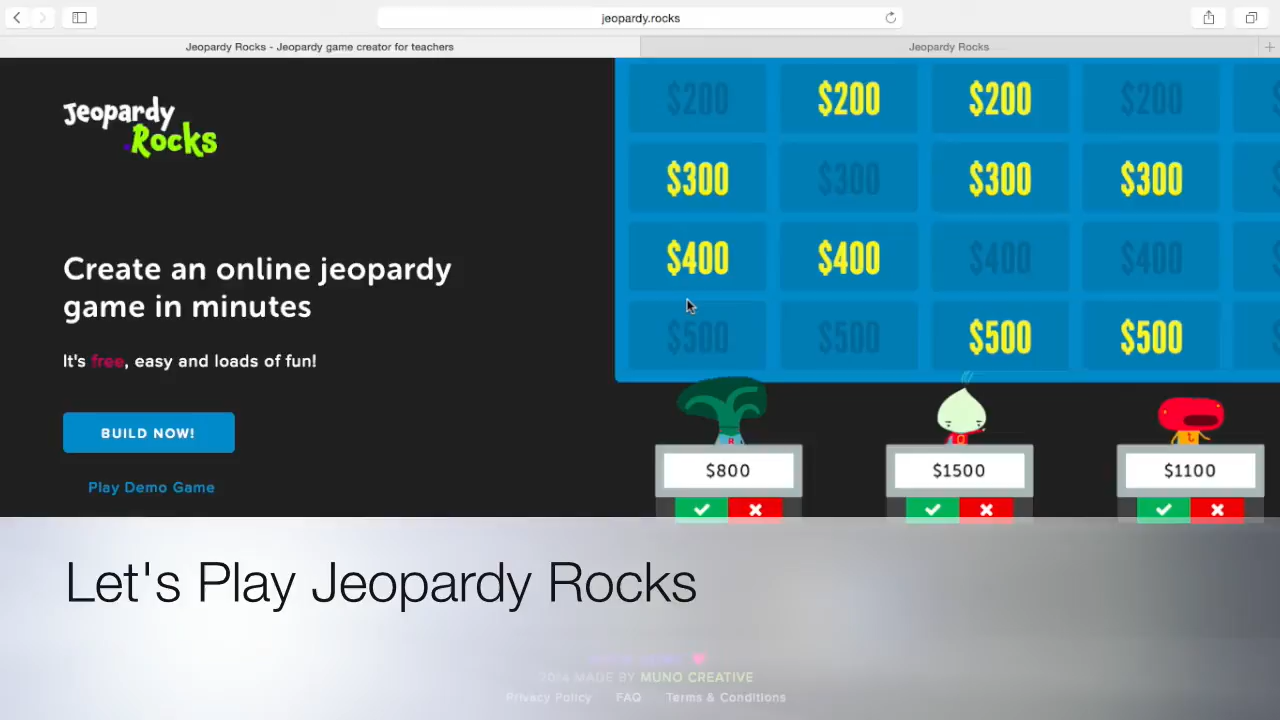 jeopardy.rocks
Jeopardy Rocks - Jeopardy game creator for teachers
Jeopardy Rocks
Jeopardy
Rocks
$200 $200 $200 $200
$300 $300 $300 $300
$400 $400 $400 $400
$500 $500 $500 $500
Create an online jeopardy
game in minutes
It's free, easy and loads of fun!
BUILD NOW!
Play Demo Game
R
$800 $1500 $1100
Let's Play Jeopardy Rocks
2014 MADE BY MUNO CREATIVE
Privacy Policy FAQ Terms & Conditions